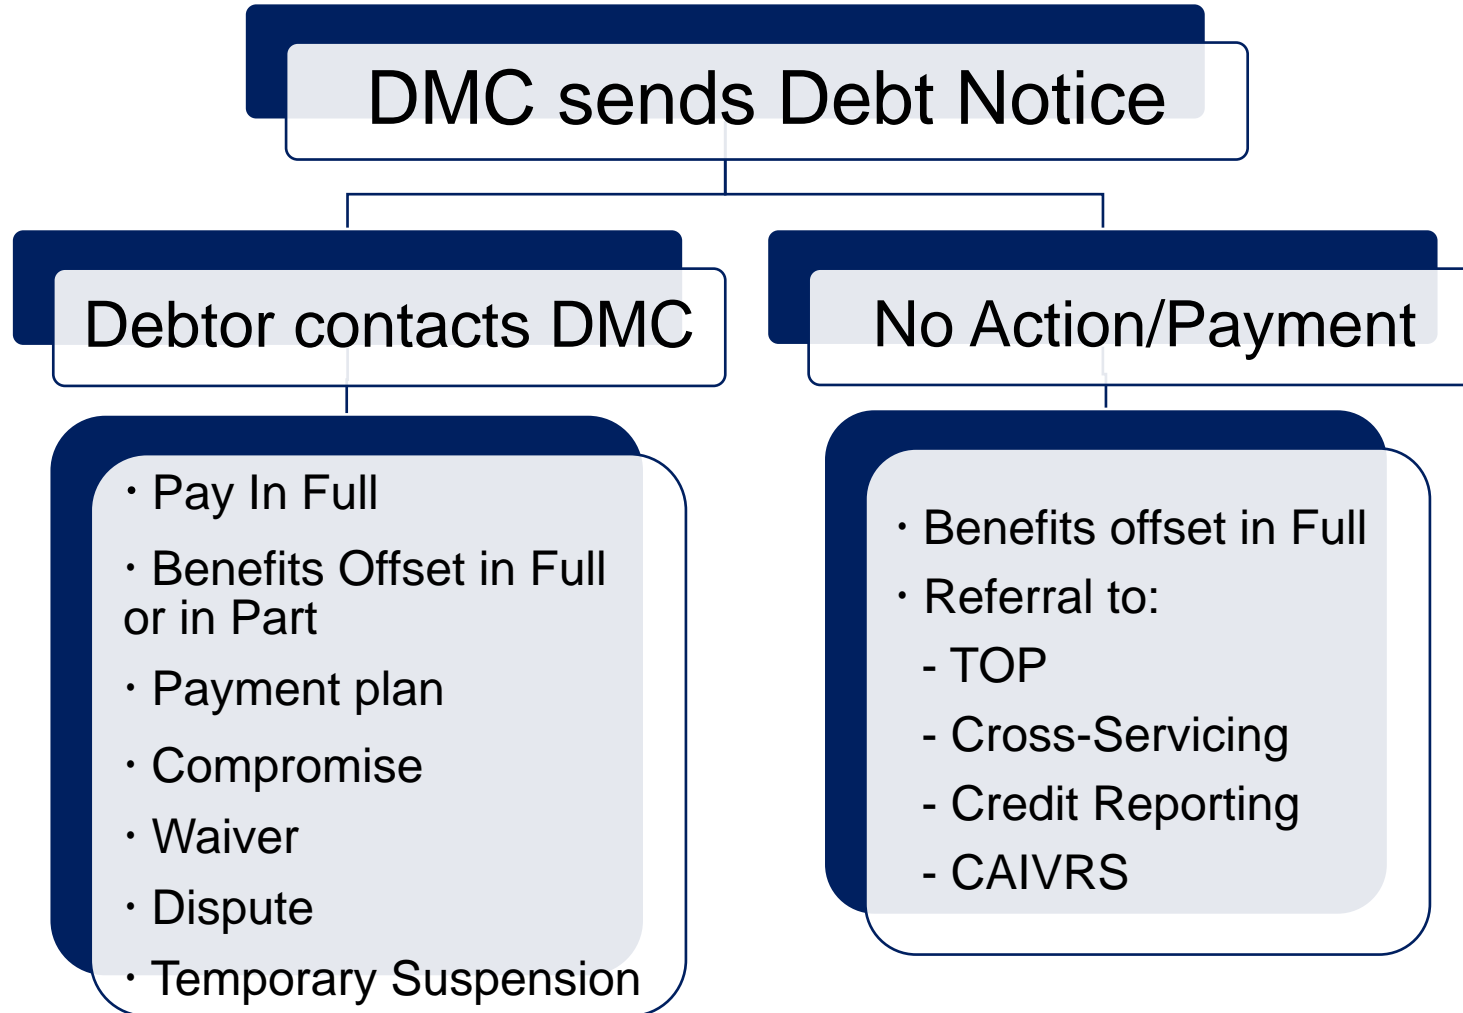 DMC sends Debt Notice
Debtor contacts DMC
· Pay In Full
· Benefits Offset in Full
or in Part
· Payment plan
· Compromise
· Waiver
· Dispute
· Temporary Suspension
No Action/Payment
· Benefits offset in Full
· Referral to:
- TOP
- Cross-Servicing
- Credit Reporting
- CAIVRS